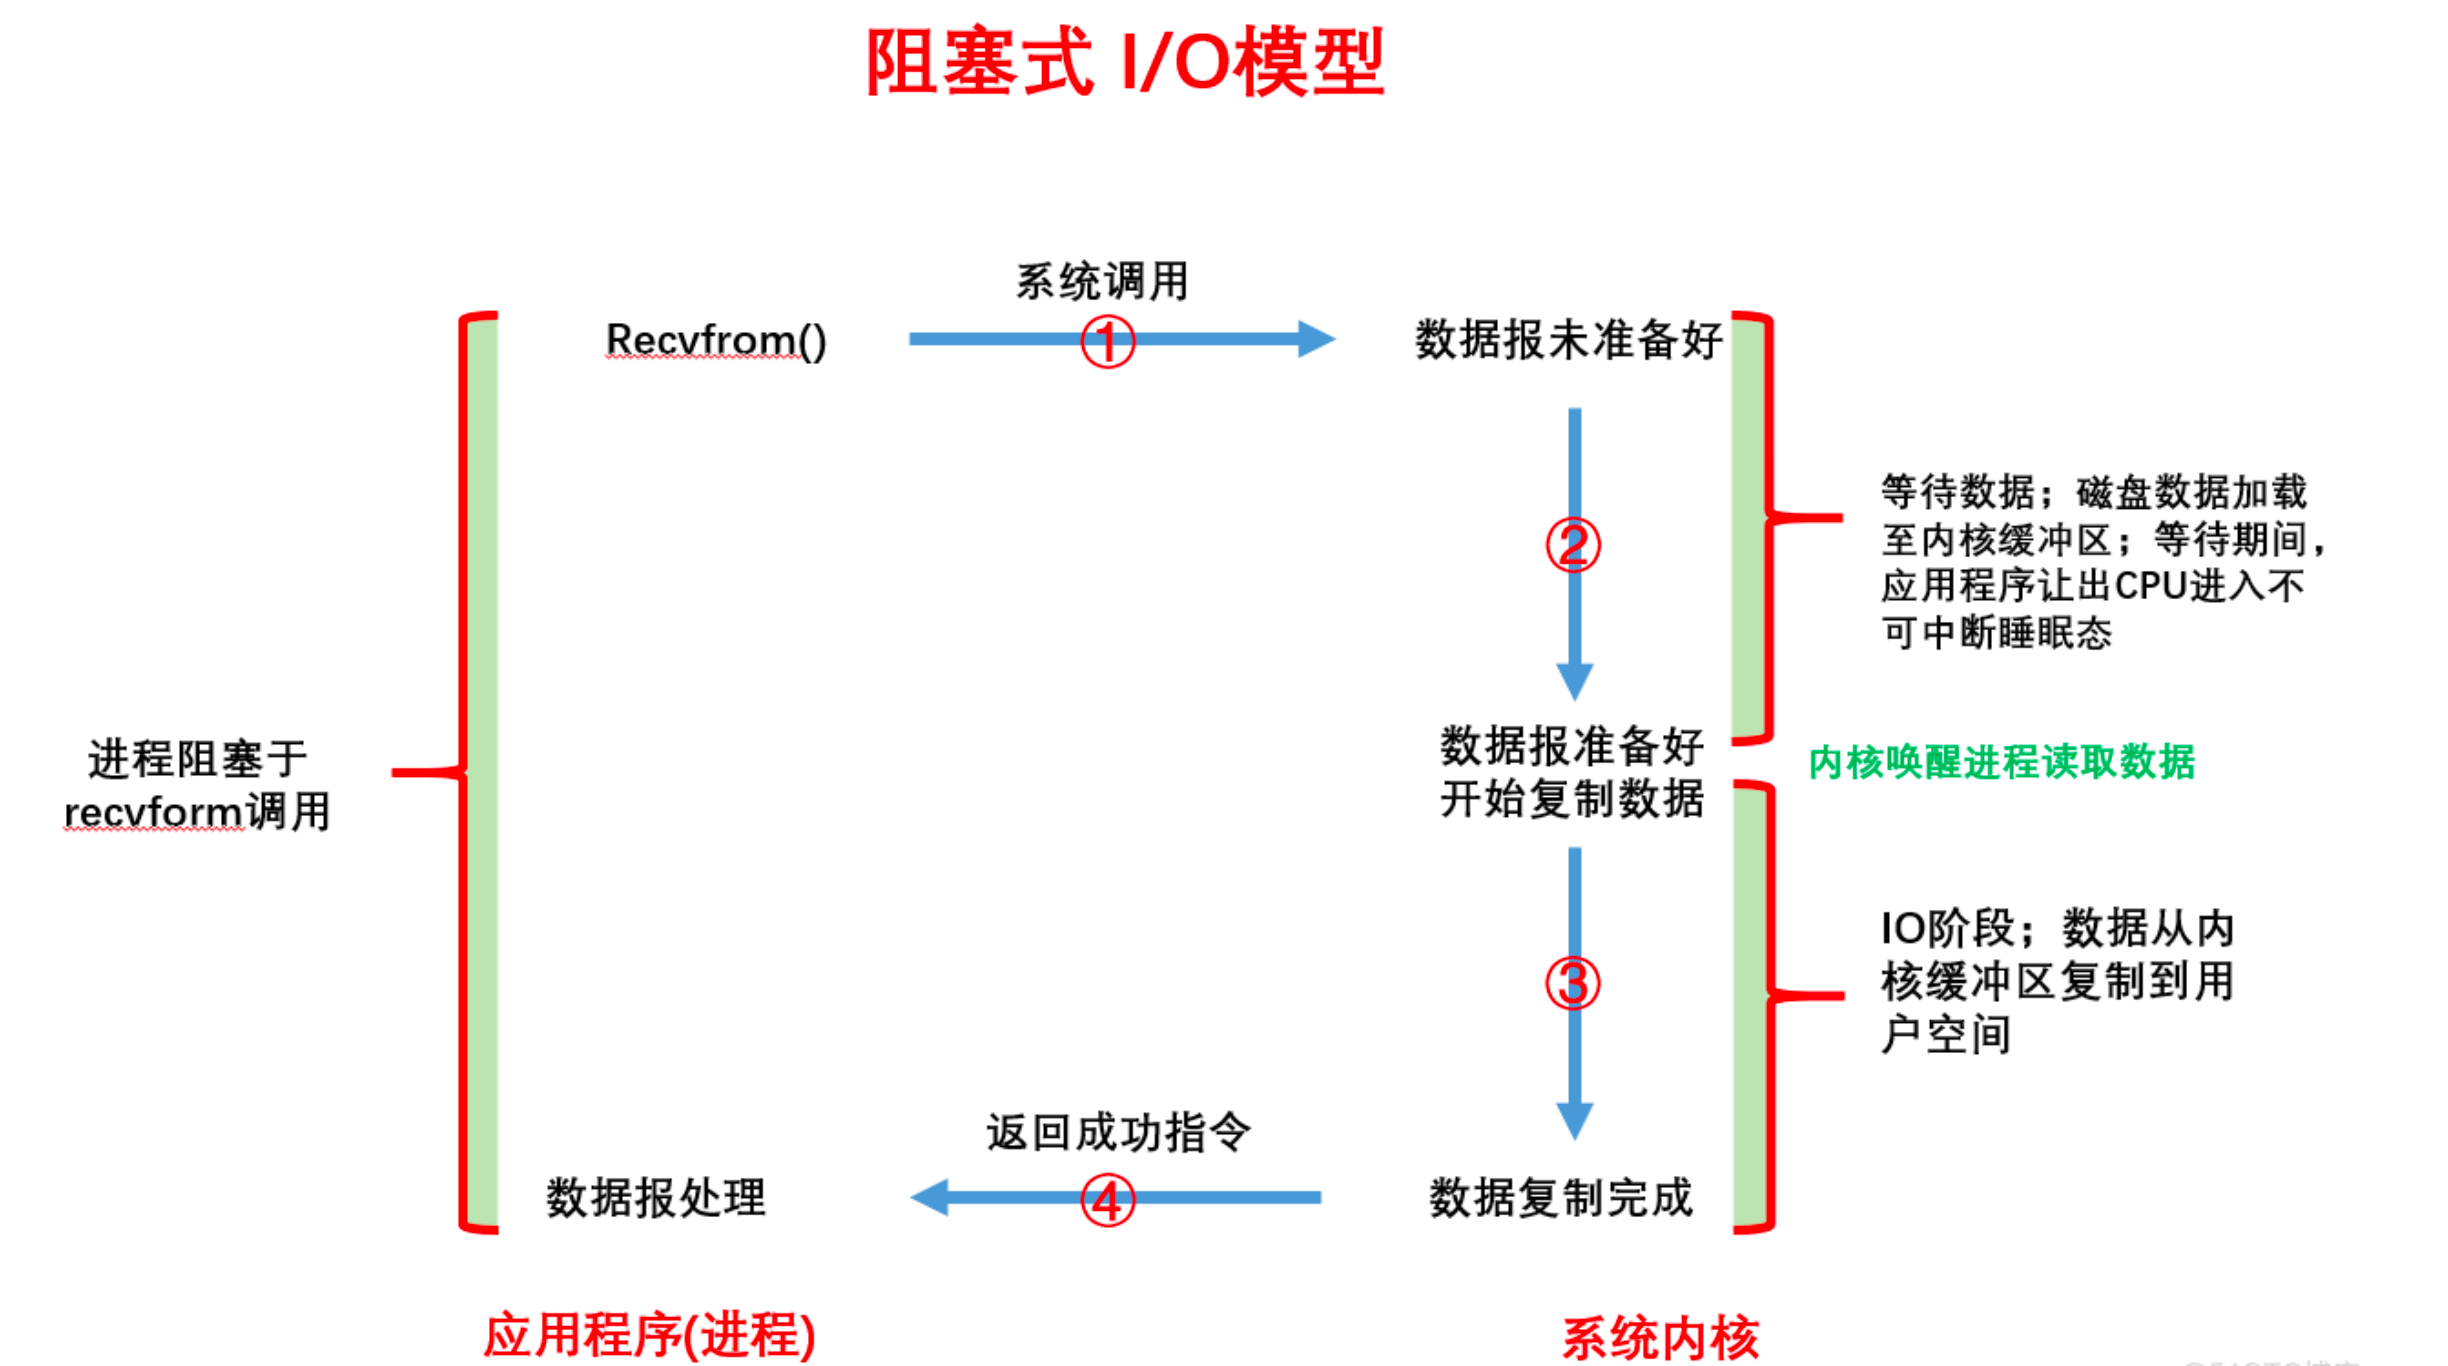 阻塞式 I/O模型
系统调用
Recvfrom()
①
数据报未准备好
②
等待数据；磁盘数据加载
至内核缓冲区；等待期间，
应用程序让出CPU进入不
可中断睡眠态
进程阻塞于
recvform调用
数据报准备好
开始复制数据
内核唤醒进程读取数据
③
IO阶段；数据从内
核缓冲区复制到用
户空间
返回成功指令
数据报处理
④
数据复制完成
应用程序(进程)
系统内核